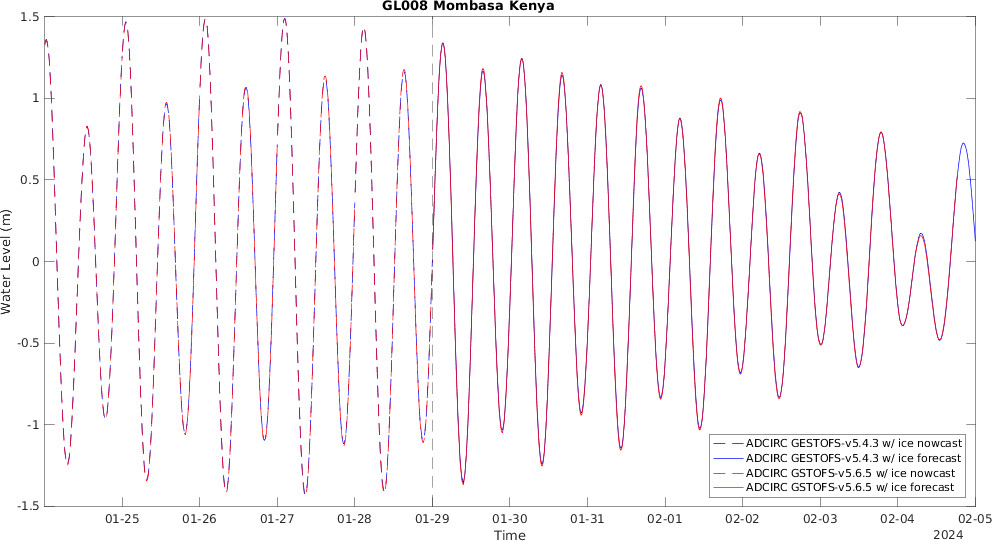 GL008 Mombasa Kenya
1.5
1
0.5
0
-0.5
-1
-1.5
Water Level (m)
01-25 01-26 01-27 01-28 01-29 01-30 01-31 02-01 02-02 02-03 02-04 02-05
Time
2024
ADCIRC GESTOFS-v5.4.3 w/ ice nowcast
ADCIRC GESTOFS-v5.4.3 w/ ice forecast
ADCIRC GSTOFS-v5.6.5 w/ ice nowcast
ADCIRC GSTOFS-v5.6.5 w/ ice forecast